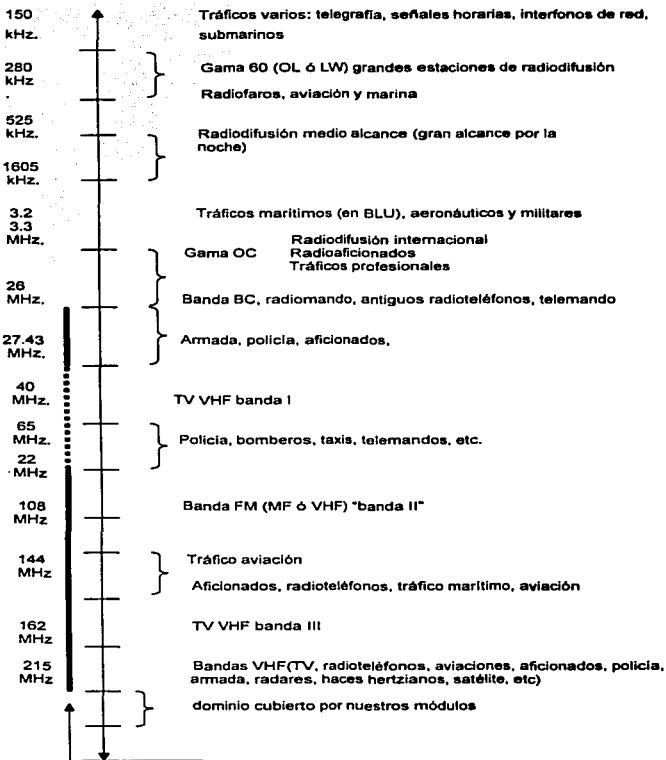 150
kHz.
Tráficos varios: telegrafía, señales horarias, interfonos de red,
submarinos
280
kHz
Gama 60 (OL ó LW) grandes estaciones de radiodifusión
Radiofaros, aviación y marina
525
kHz.
Radiodifusión medio alcance (gran alcance por la
noche)
1605
kHz.
3.2
3.3
MHz.
Tráficos marítimos (en BLU), aeronáuticos y militares
Radiodifusión internacional
Gama OC Radioaficionados
Tráficos profesionales
26
MHz.
Banda BC, radiomando, antiguos radioteléfonos, telemando
27.43
MHz.
Armada, policía, aficionados,
40
MHz.
TV VHF banda I
65
MHz.
Policía, bomberos, taxis, telemandos, etc.
22
MHz
108
MHz
Banda FM (MF ó VHF) "banda II"
144
MHz
Tráfico aviación
Aficionados, radioteléfonos, tráfico marítimo, aviación
162
MHz
TV VHF banda III
215
MHz
Bandas VHF(TV, radioteléfonos, aviaciones, aficionados, policía,
armada, radares, haces hertzianos, satélite, etc)
dominio cubierto por nuestros módulos